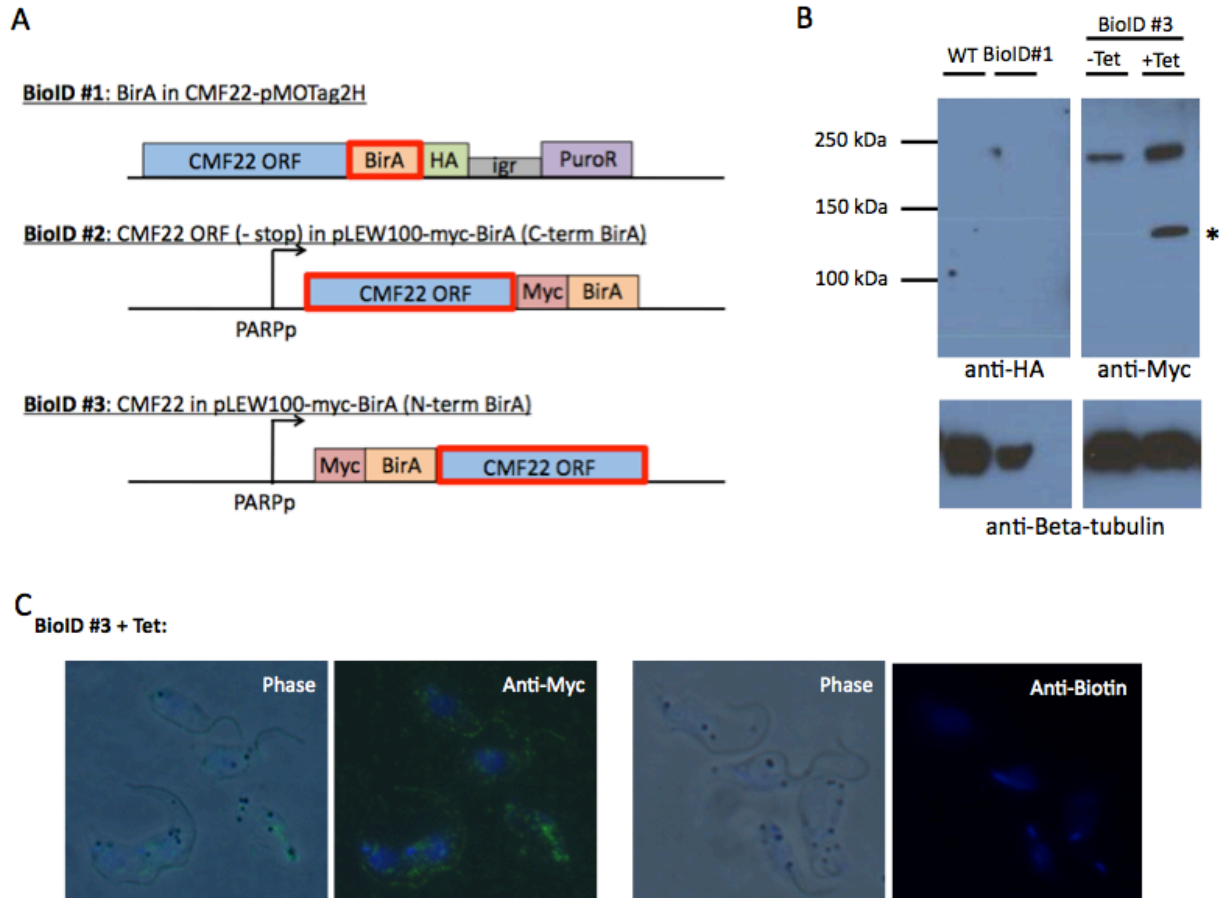 A
BioID #1: BirA in CMF22-pMOTag2H
CMF22 ORF BirA HA igr PuroR
BioID #2: CMF22 ORF (- stop) in pLEW100-myc-BirA (C-term BirA)
CMF22 ORF Myc BirA
PARPp
BioID #3: CMF22 in pLEW100-myc-BirA (N-term BirA)
Myc BirA CMF22 ORF
PARPp
B
BioID #3
WT BioID#1 -Tet +Tet
250 kDa
150 kDa
*
100 kDa
anti-HA anti-Myc
anti-Beta-tubulin
C
BioID #3 + Tet:
Phase Anti-Myc Phase Anti-Biotin